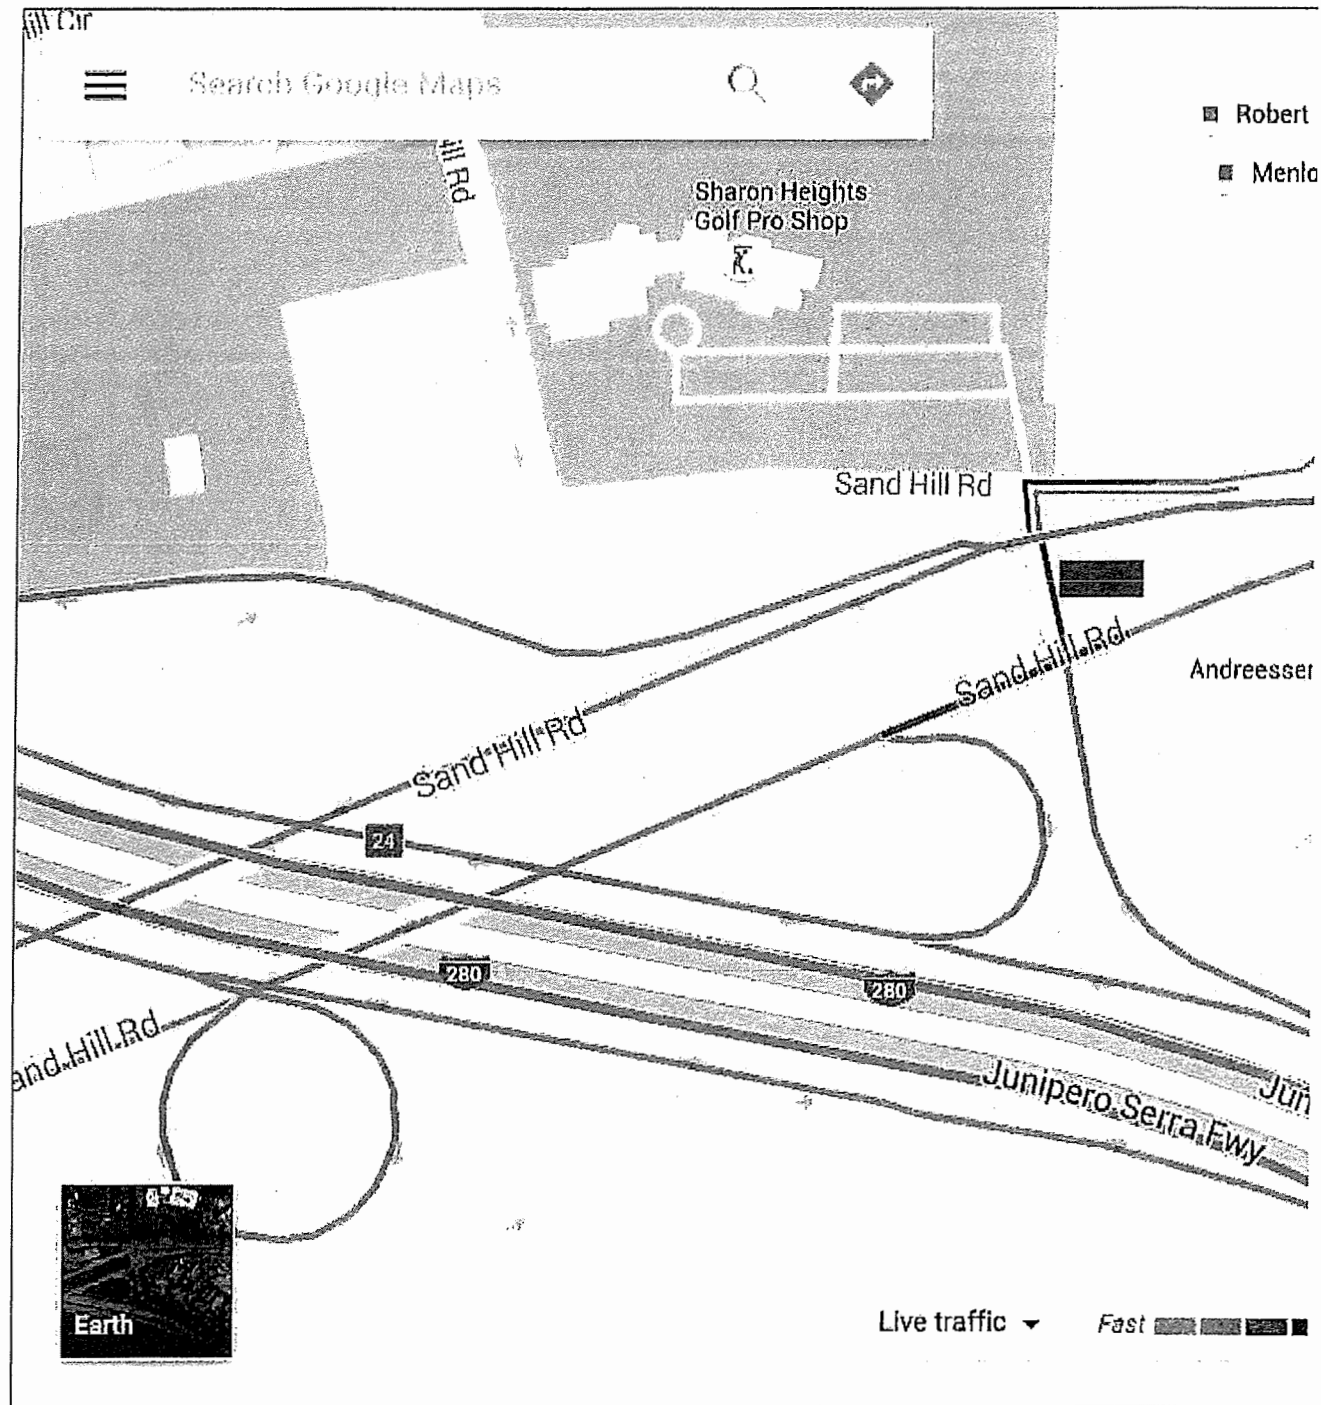 ill Cir
Search Google Maps
Robert
Menlo
ill Rd
Sharon Heights
Golf Pro Shop
Sand Hill Rd
Sand Hill Rd
Andreesser
Sand Hill Rd
24
280
280
and Hill Rd
Junipero Serra Fwy
Jun
Earth
Live traffic
Fast